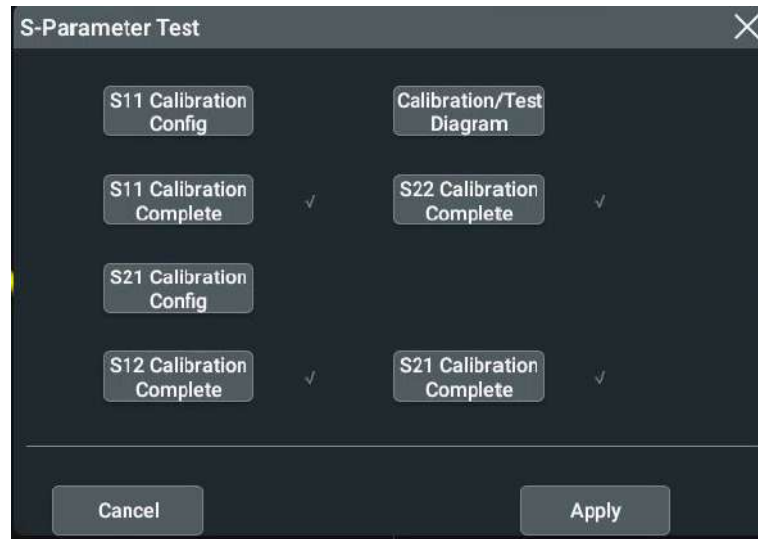 S-Parameter Test
S11 Calibration
Config
Calibration/Test
Diagram
S11 Calibration
Complete
√
S22 Calibration
Complete
√
S21 Calibration
Config
S12 Calibration
Complete
√
S21 Calibration
Complete
√
Cancel
Apply